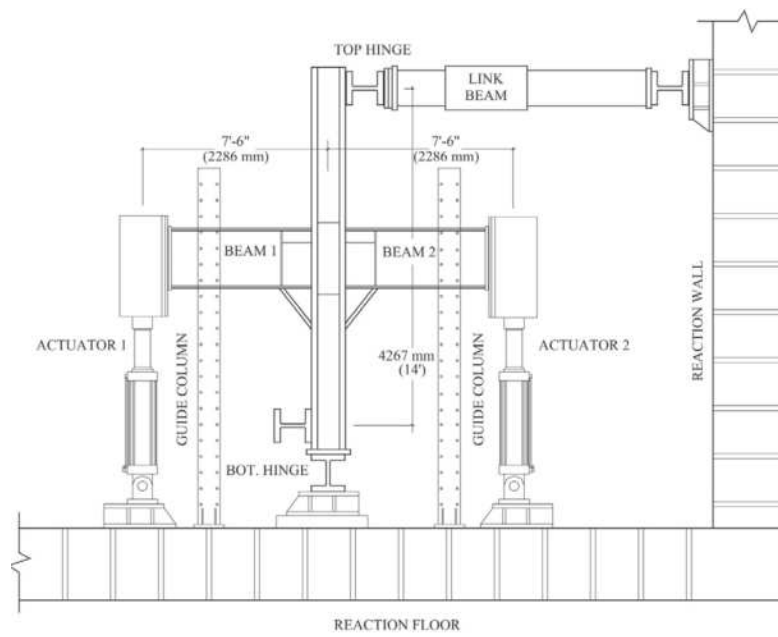 TOP HINGE
LINK
BEAM
7'-6"
(2286 mm)
7'-6"
(2286 mm)
BEAM 1
BEAM 2
REACTION WALL
ACTUATOR 1
GUIDE COLUMN
4267 mm
(14')
GUIDE COLUMN
ACTUATOR 2
BOT. HINGE
REACTION FLOOR